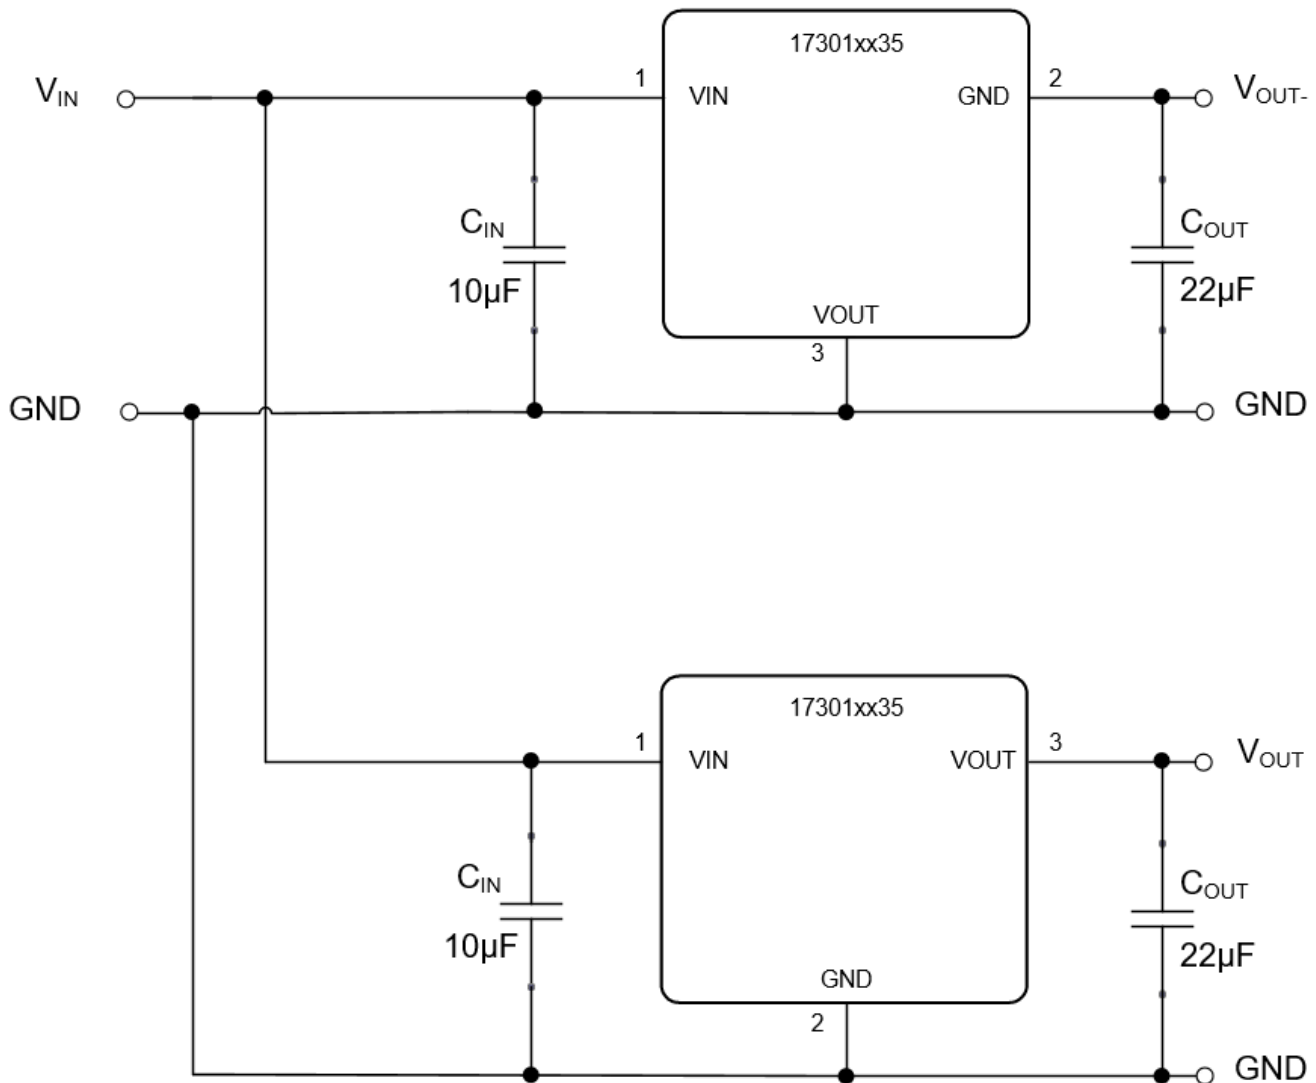 17301xx35
V_IN
1
VIN
GND
2
V_OUT-
C_IN
10µF
C_OUT
22µF
VOUT
3
GND
GND
17301xx35
1
VIN
VOUT
3
V_OUT
C_IN
10µF
C_OUT
22µF
GND
2
GND